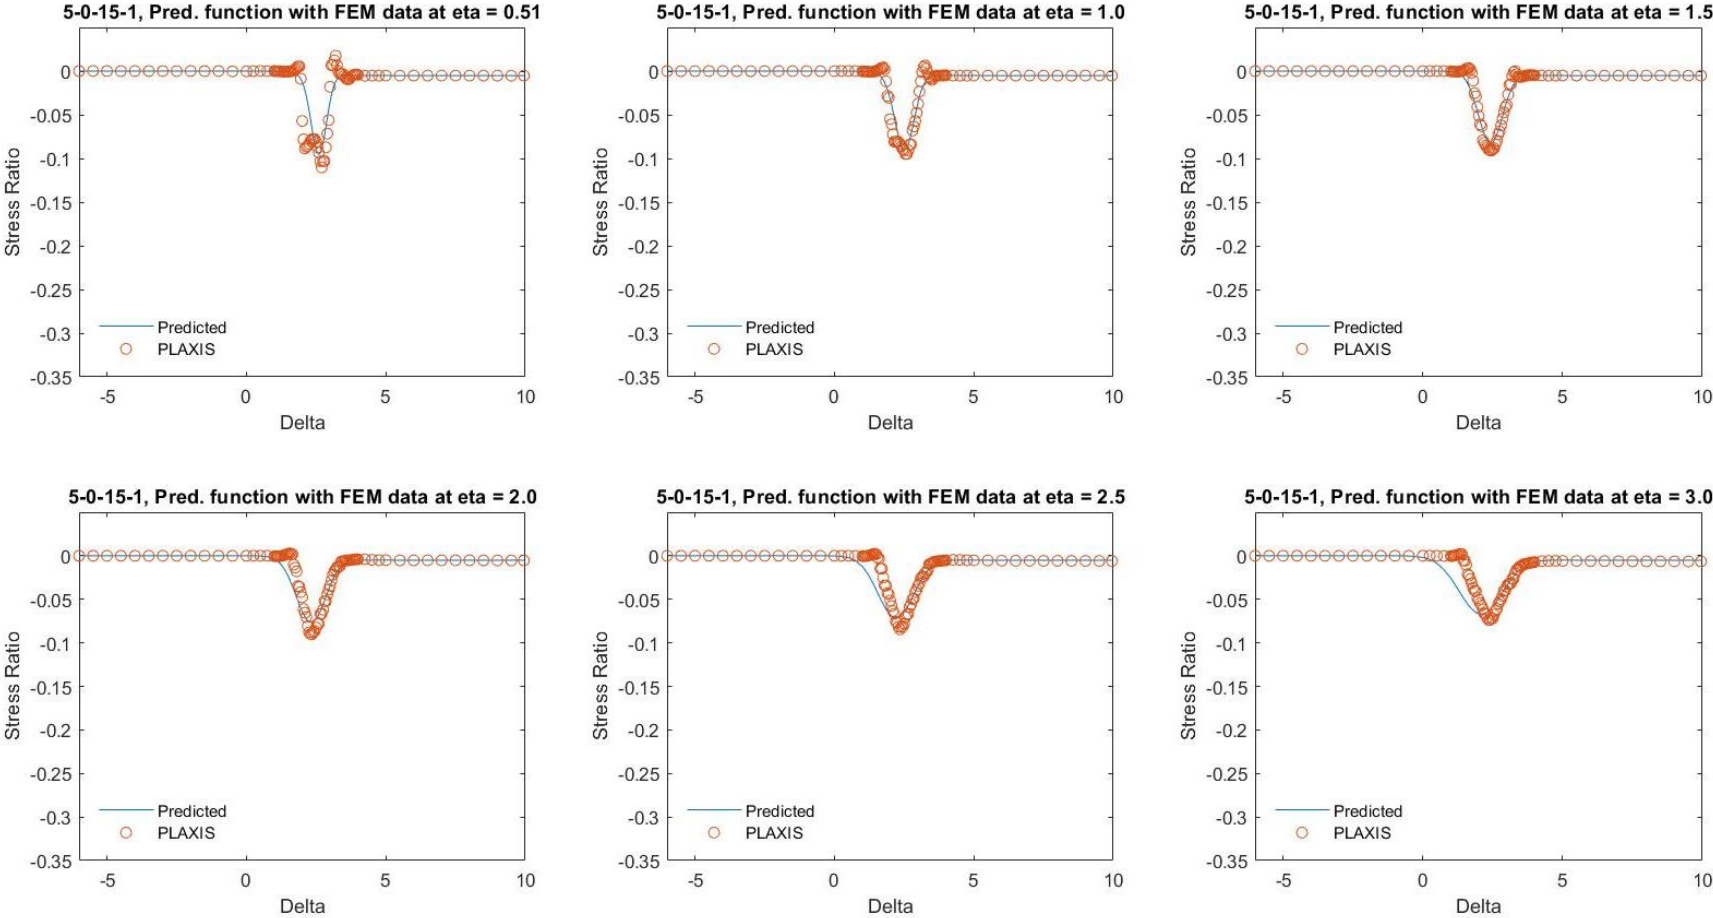 5-0-15-1, Pred. function with FEM data at eta = 0.51
0
-0.05
-0.1
-0.15
-0.2
-0.25
-0.3
-0.35
Stress Ratio
Predicted
PLAXIS
-5 0 5 10
Delta
5-0-15-1, Pred. function with FEM data at eta = 1.0
0
-0.05
-0.1
-0.15
-0.2
-0.25
-0.3
-0.35
Stress Ratio
Predicted
PLAXIS
-5 0 5 10
Delta
5-0-15-1, Pred. function with FEM data at eta = 1.5
0
-0.05
-0.1
-0.15
-0.2
-0.25
-0.3
-0.35
Stress Ratio
Predicted
PLAXIS
-5 0 5 10
Delta
5-0-15-1, Pred. function with FEM data at eta = 2.0
0
-0.05
-0.1
-0.15
-0.2
-0.25
-0.3
-0.35
Stress Ratio
Predicted
PLAXIS
-5 0 5 10
Delta
5-0-15-1, Pred. function with FEM data at eta = 2.5
0
-0.05
-0.1
-0.15
-0.2
-0.25
-0.3
-0.35
Stress Ratio
Predicted
PLAXIS
-5 0 5 10
Delta
5-0-15-1, Pred. function with FEM data at eta = 3.0
0
-0.05
-0.1
-0.15
-0.2
-0.25
-0.3
-0.35
Stress Ratio
Predicted
PLAXIS
-5 0 5 10
Delta